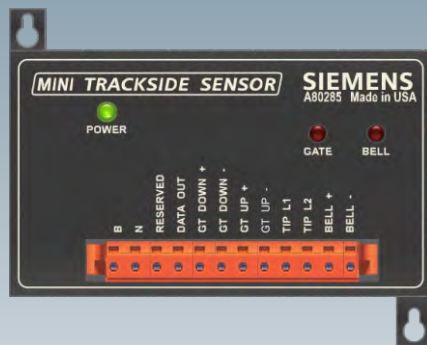 MINI TRACKSIDE SENSOR
SIEMENS
A80285 Made in USA
POWER
GATE
BELL
B
N
RESERVED
DATA OUT
GT DOWN +
GT DOWN -
GT UP +
GT UP -
TIP L1
TIP L2
BELL +
BELL -